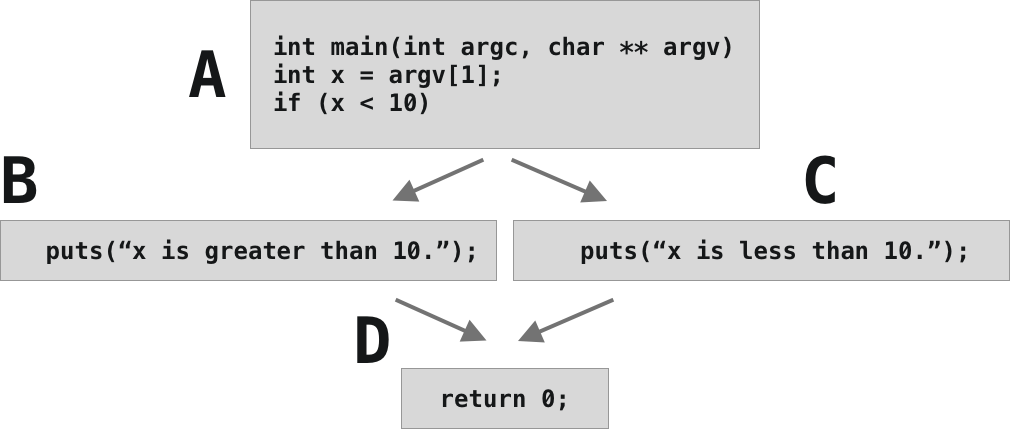 A
int main(int argc, char ** argv)
int x = argv[1];
if (x < 10)
B
C
puts(“x is greater than 10.”);
puts(“x is less than 10.”);
D
return 0;